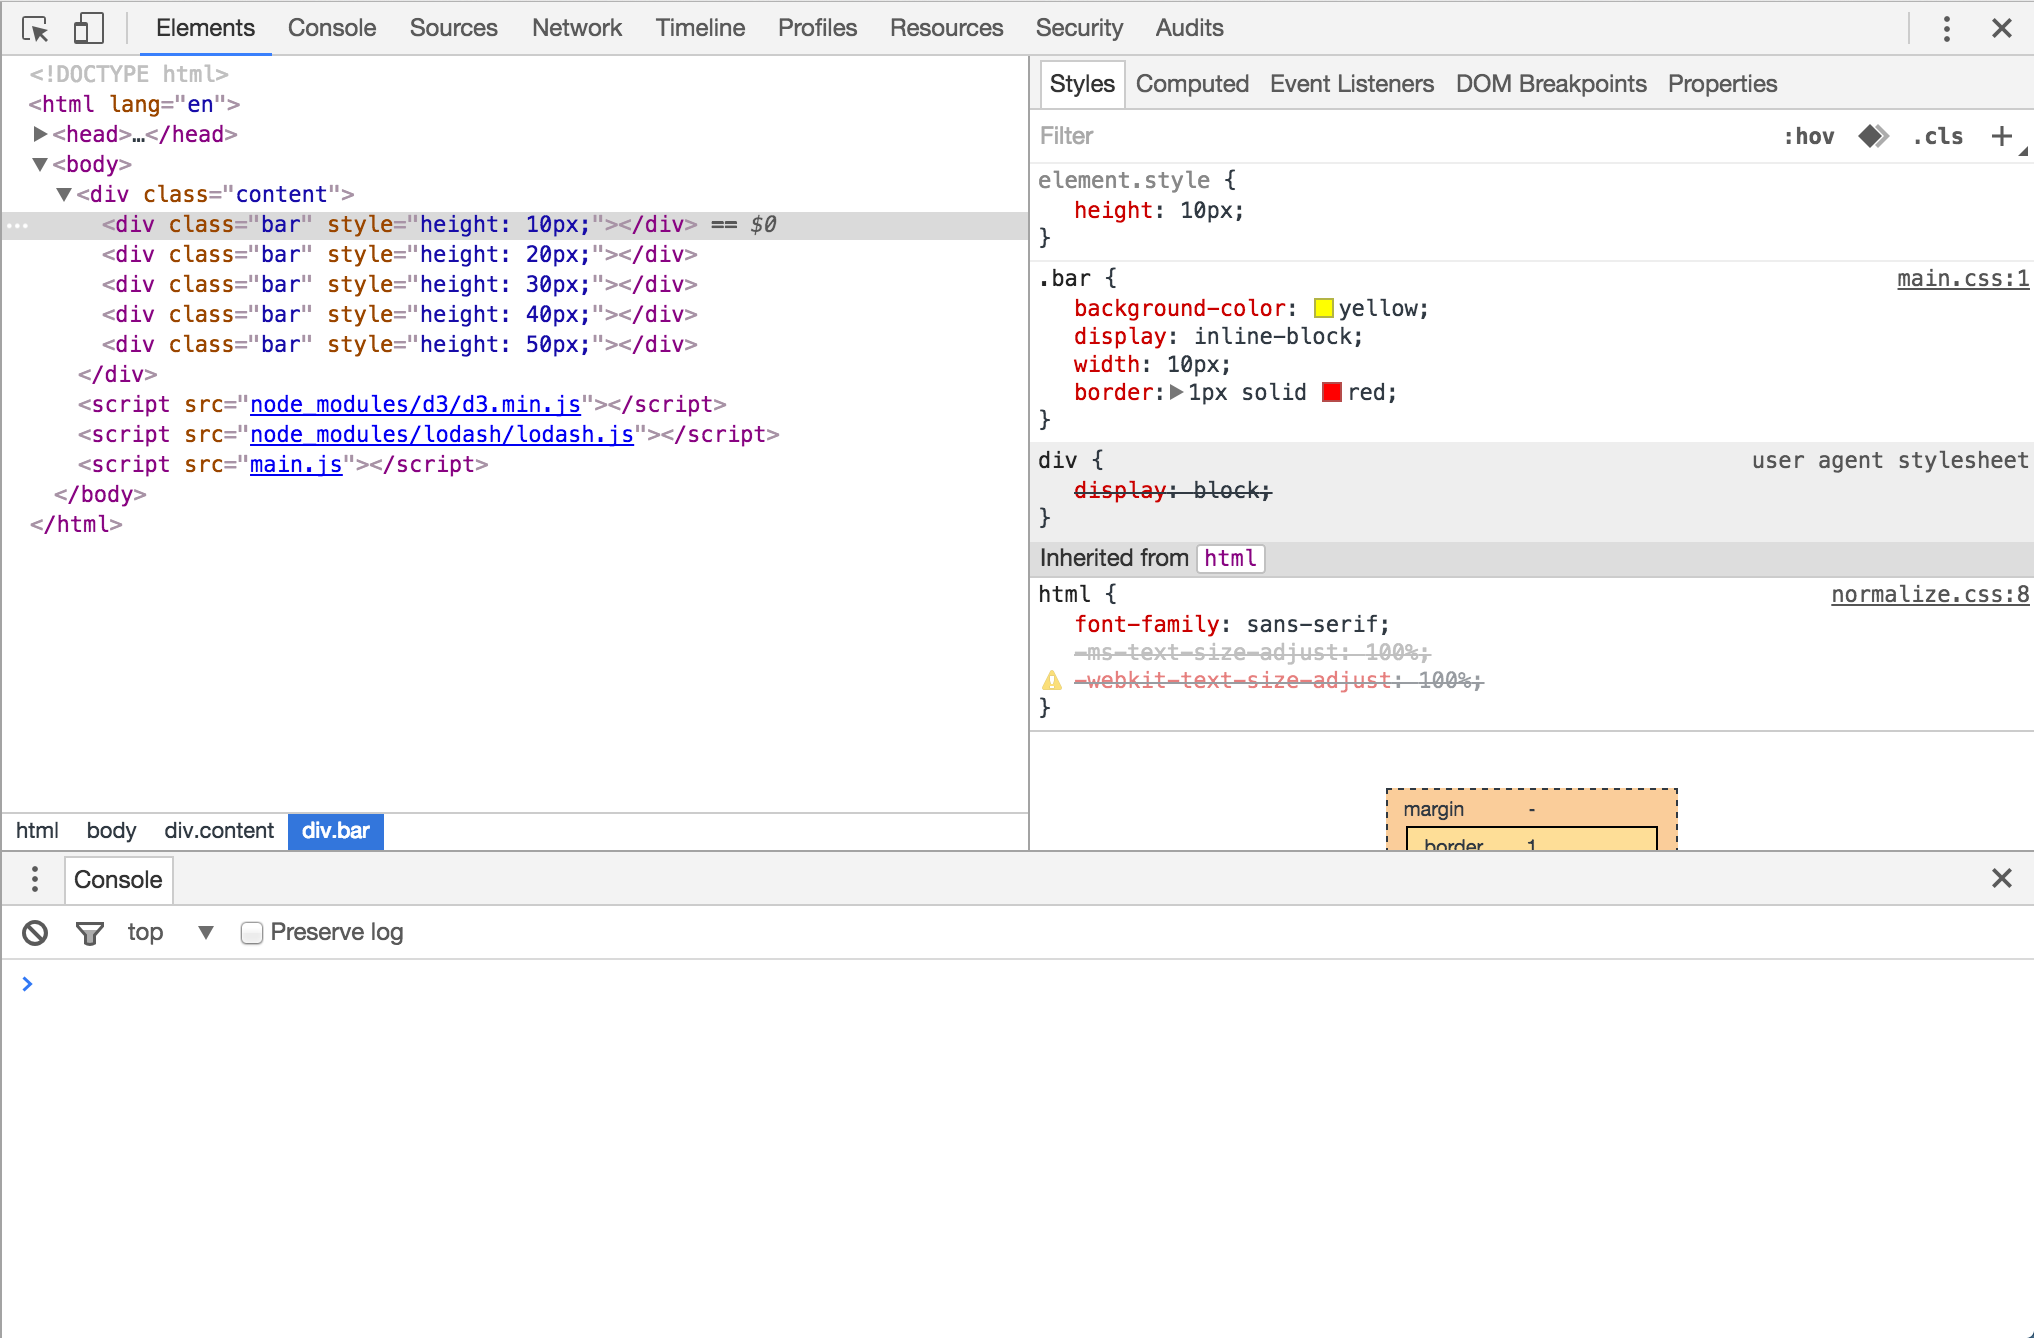 Elements Console Sources Network Timeline Profiles Resources Security Audits
<!DOCTYPE html>
<html lang="en">
<head>…</head>
<body>
<div class="content">
<div class="bar" style="height: 10px;"></div> == $0
<div class="bar" style="height: 20px;"></div>
<div class="bar" style="height: 30px;"></div>
<div class="bar" style="height: 40px;"></div>
<div class="bar" style="height: 50px;"></div>
</div>
<script src="node_modules/d3/d3.min.js"></script>
<script src="node_modules/lodash/lodash.js"></script>
<script src="main.js"></script>
</body>
</html>
html body div.content div.bar
Styles Computed Event Listeners DOM Breakpoints Properties
Filter :hov .cls +
element.style {
height: 10px;
}
.bar { main.css:1
background-color: yellow;
display: inline-block;
width: 10px;
border: 1px solid red;
}
div { user agent stylesheet
display: block;
}
Inherited from html
html { normalize.css:8
font-family: sans-serif;
-ms-text-size-adjust: 100%;
-webkit-text-size-adjust: 100%;
}
margin -
border 1
Console
top Preserve log